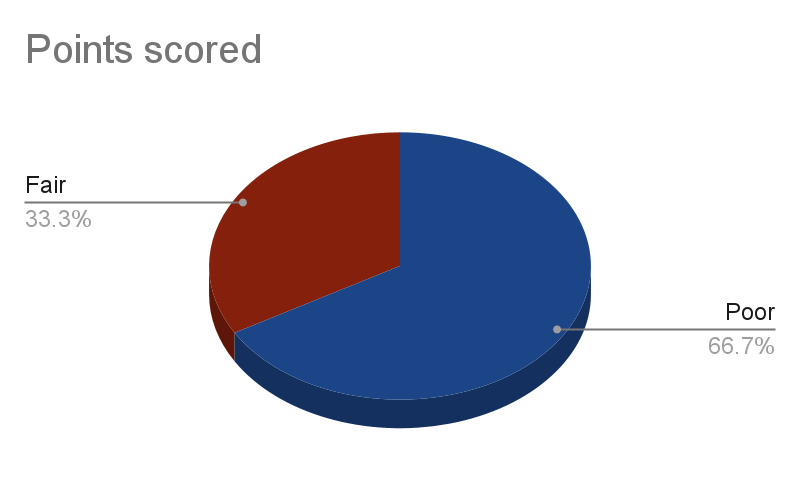 Points scored
Fair
33.3%
Poor
66.7%